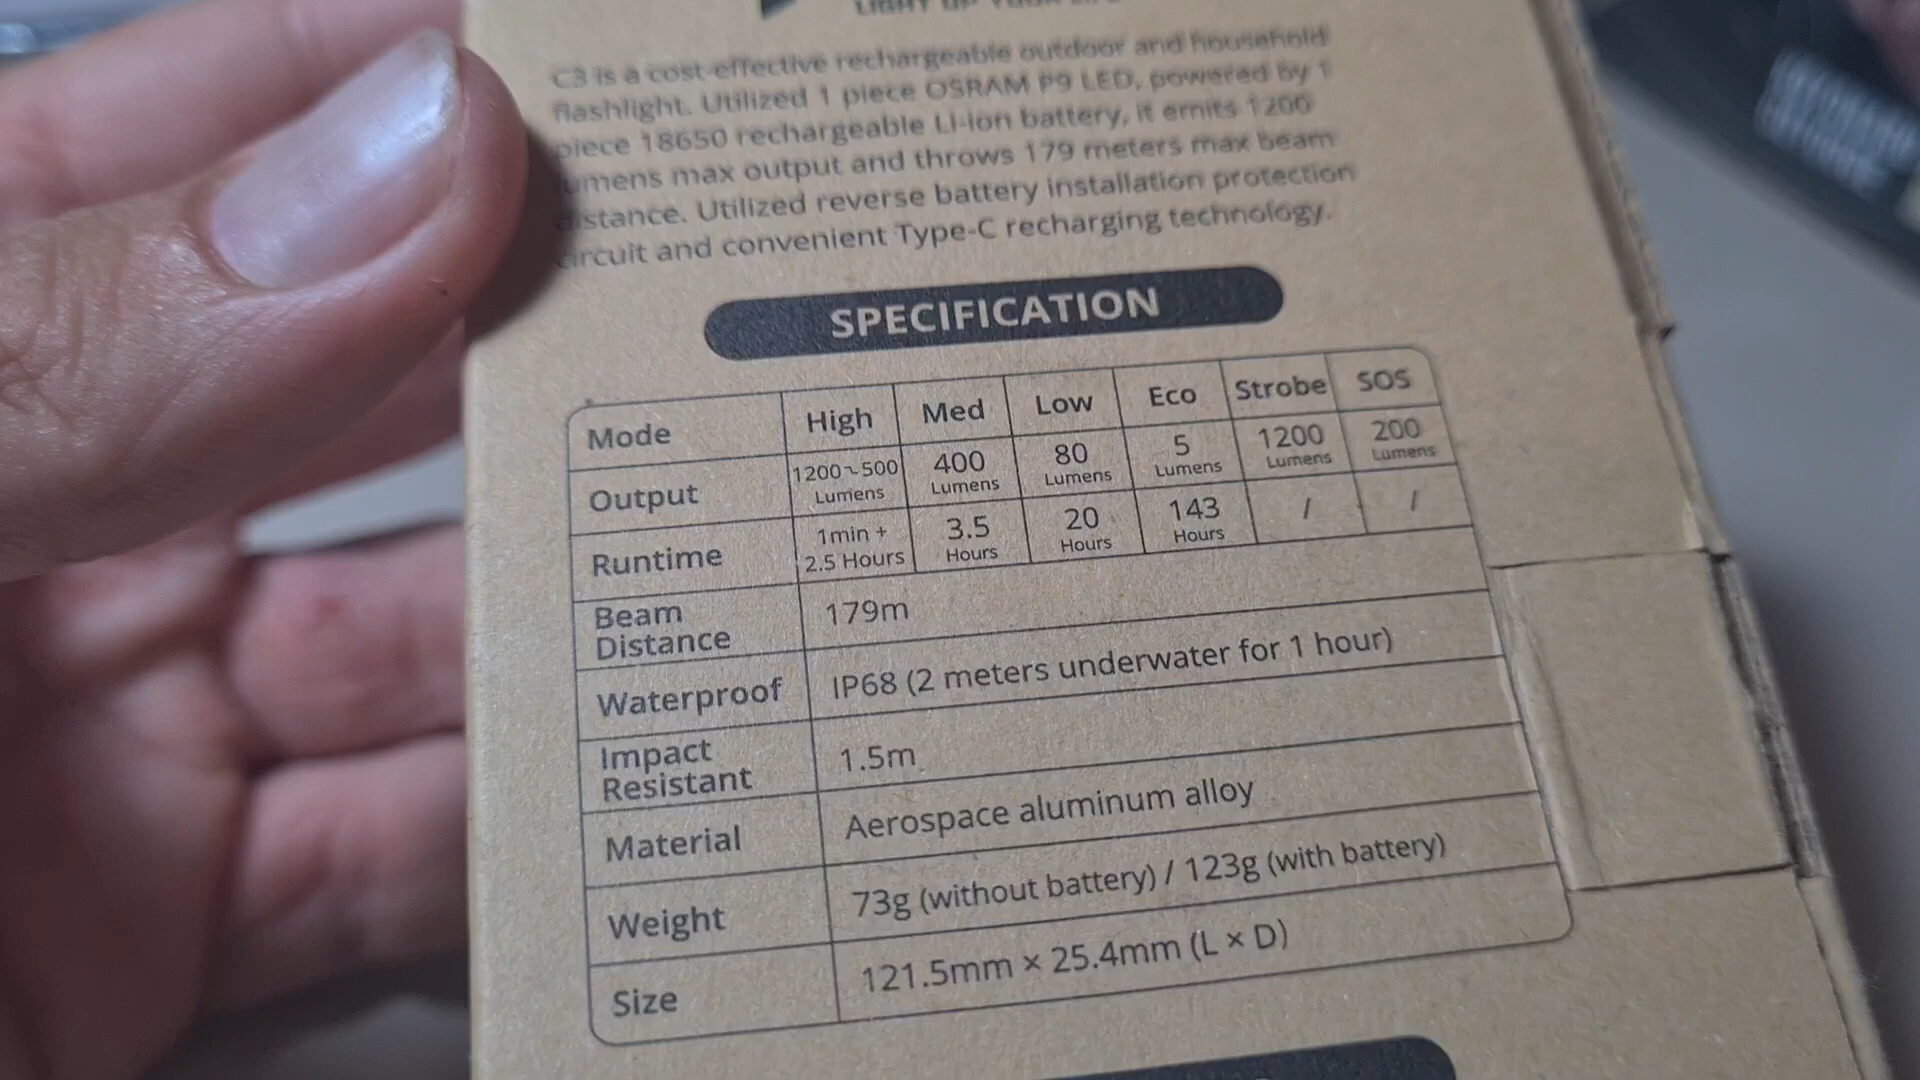 LIGHT UP YOUR LIFE
C3 is a cost-effective rechargeable outdoor and household
flashlight. Utilized 1 piece OSRAM P9 LED, powered by 1
piece 18650 rechargeable Li-ion battery, it emits 1200
lumens max output and throws 179 meters max beam
distance. Utilized reverse battery installation protection
circuit and convenient Type-C recharging technology.
SPECIFICATION
Mode High Med Low Eco Strobe SOS
Output 1200~500 Lumens 400 Lumens 80 Lumens 5 Lumens 1200 Lumens 200 Lumens
Runtime 1min + 2.5 Hours 3.5 Hours 20 Hours 143 Hours / /
Beam Distance 179m
Waterproof IP68 (2 meters underwater for 1 hour)
Impact Resistant 1.5m
Material Aerospace aluminum alloy
Weight 73g (without battery) / 123g (with battery)
Size 121.5mm × 25.4mm (L × D)